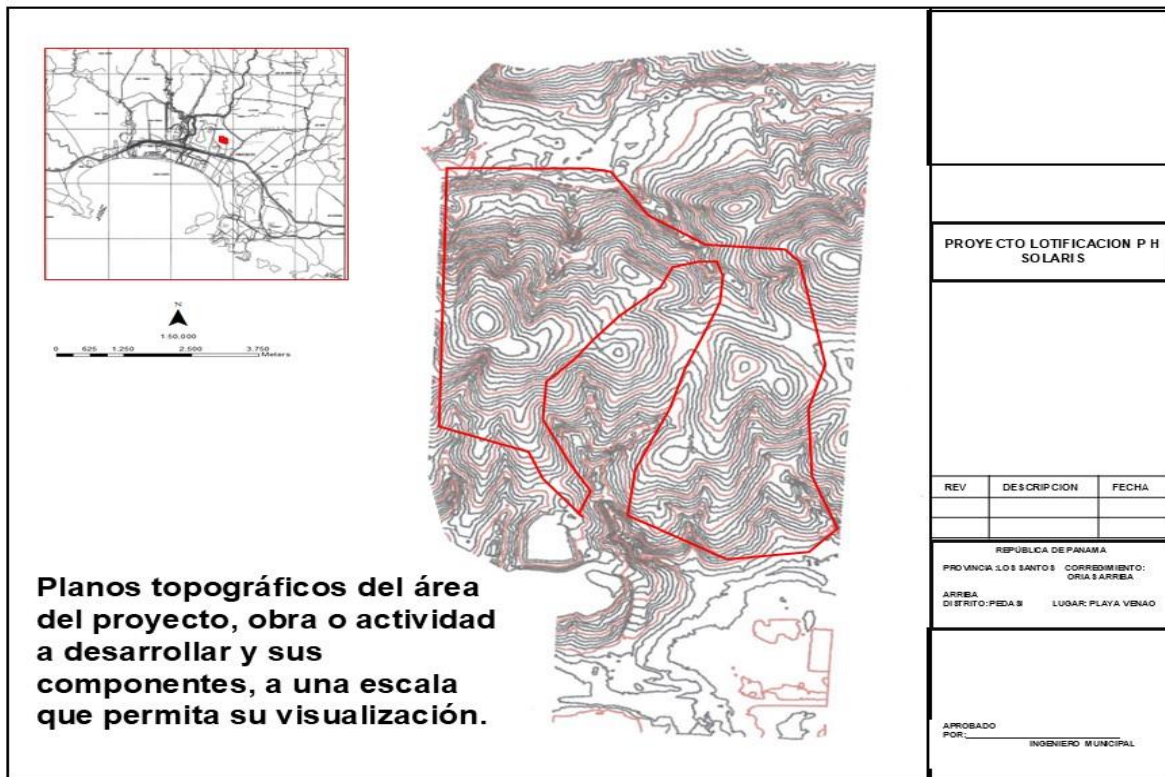 N
1:50,000
0 625 1.250 2.500 3.750
Meters
Planos topográficos del área
del proyecto, obra o actividad
a desarrollar y sus
componentes, a una escala
que permita su visualización.
PROYECTO LOTIFICACION P H
SOLARIS
REV DESCRIPCION FECHA
REPÚBLICA DE PANAMA
PROVINCIA:LOS SANTOS CORREGIMIENTO:
ORIAS ARRIBA
ARRIBA
DISTRITO:PEDASI LUGAR: PLAYA VENAO
APROBADO
POR:
INGENIERO MUNICIPAL